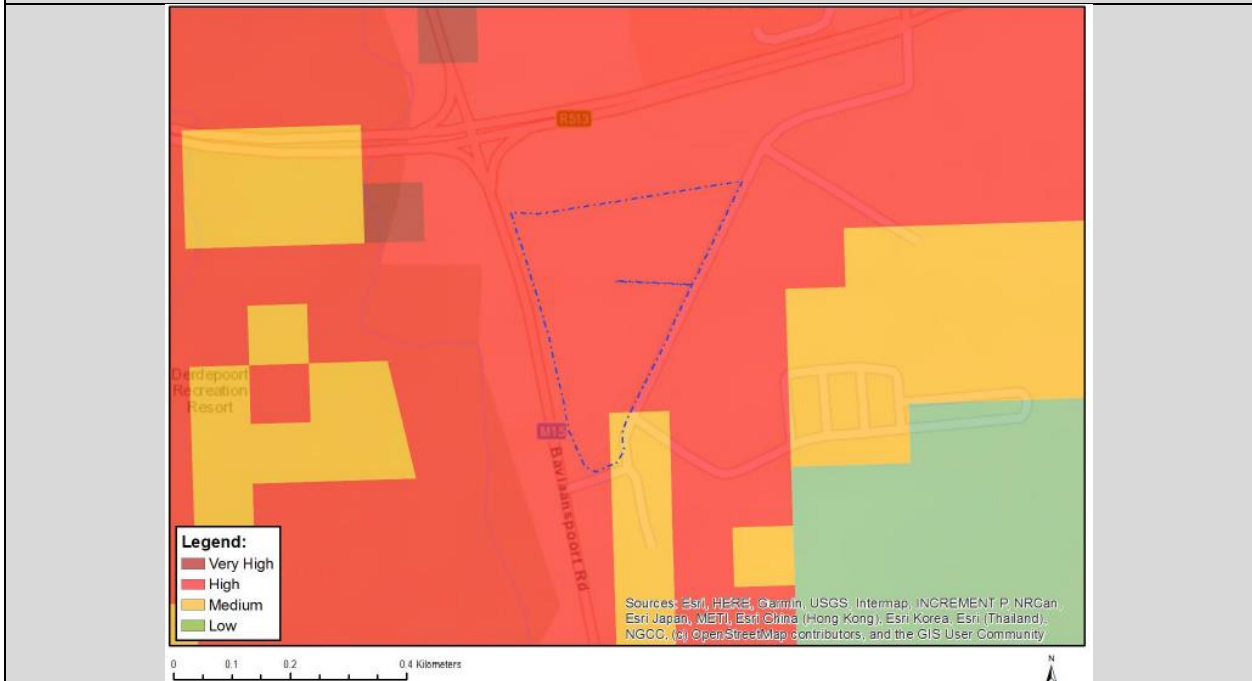 R513
Derdepoort
Recreation
Resort
M15
Baviaanspoort Rd
Legend:
Very High
High
Medium
Low
Sources: Esri, HERE, Garmin, USGS, Intermap, INCREMENT P, NRCan,
Esri Japan, METI, Esri China (Hong Kong), Esri Korea, Esri (Thailand),
NGCC, (c) OpenStreetMap contributors, and the GIS User Community
0 0.1 0.2 0.4 Kilometers
N